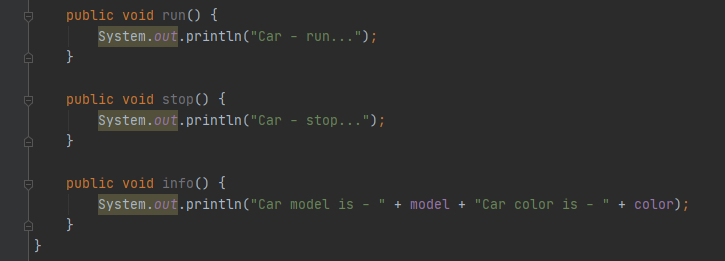 public void run() {
System.out.println("Car - run...");
}
public void stop() {
System.out.println("Car - stop...");
}
public void info() {
System.out.println("Car model is - " + model + "Car color is - " + color);
}
}